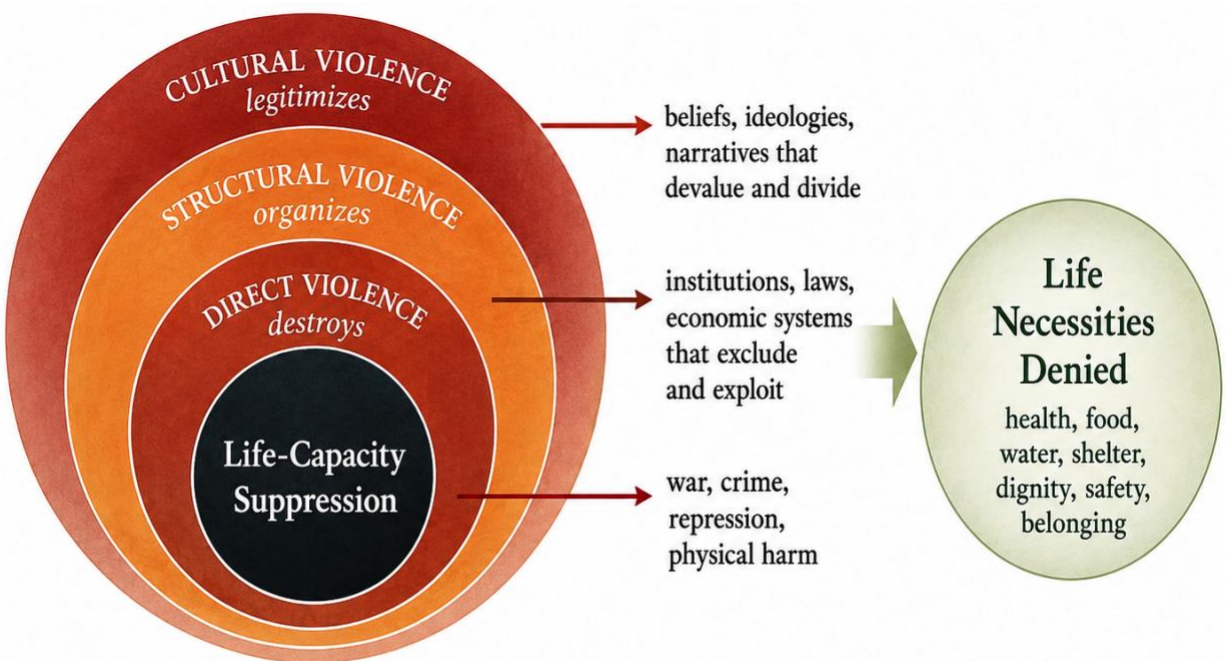 CULTURAL VIOLENCE
legitimizes
STRUCTURAL VIOLENCE
organizes
DIRECT VIOLENCE
destroys
Life-Capacity
Suppression
beliefs, ideologies,
narratives that
devalue and divide
institutions, laws,
economic systems
that exclude
and exploit
war, crime,
repression,
physical harm
Life
Necessities
Denied
health, food,
water, shelter,
dignity, safety,
belonging